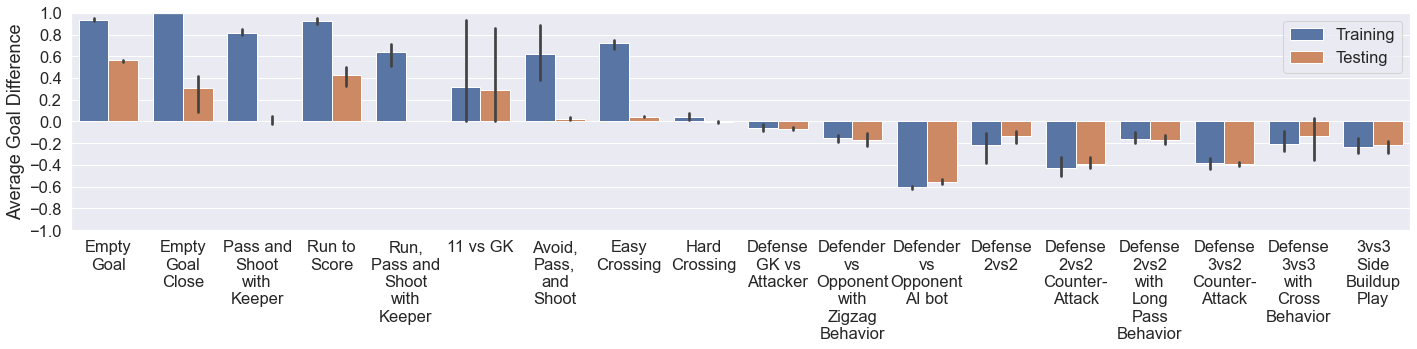 Average Goal Difference
1.0
0.8
0.6
0.4
0.2
0.0
−0.2
−0.4
−0.6
−0.8
−1.0
Training
Testing
Empty
Goal
Empty
Goal
Close
Pass and
Shoot
with
Keeper
Run to
Score
Run,
Pass and
Shoot
with
Keeper
11 vs GK
Avoid,
Pass,
and
Shoot
Easy
Crossing
Hard
Crossing
Defense
GK vs
Attacker
Defender
vs
Opponent
with
Zigzag
Behavior
Defender
vs
Opponent
AI bot
Defense
2vs2
Defense
2vs2
Counter-
Attack
Defense
2vs2
with
Long
Pass
Behavior
Defense
3vs2
Counter-
Attack
Defense
3vs3
with
Cross
Behavior
3vs3
Side
Buildup
Play